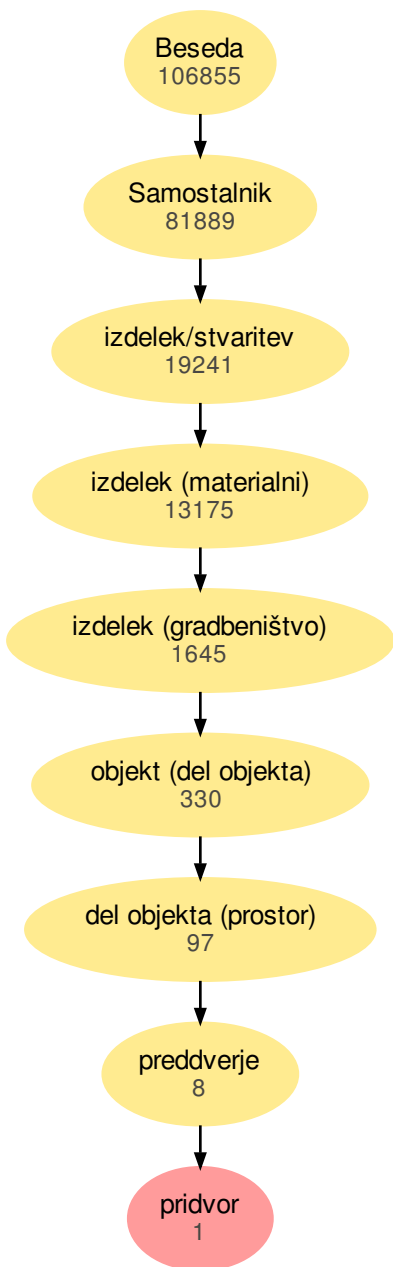 Beseda
106855
Samostalnik
81889
izdelek/stvaritev
19241
izdelek (materialni)
13175
izdelek (gradbeništvo)
1645
objekt (del objekta)
330
del objekta (prostor)
97
preddverje
8
pridvor
1